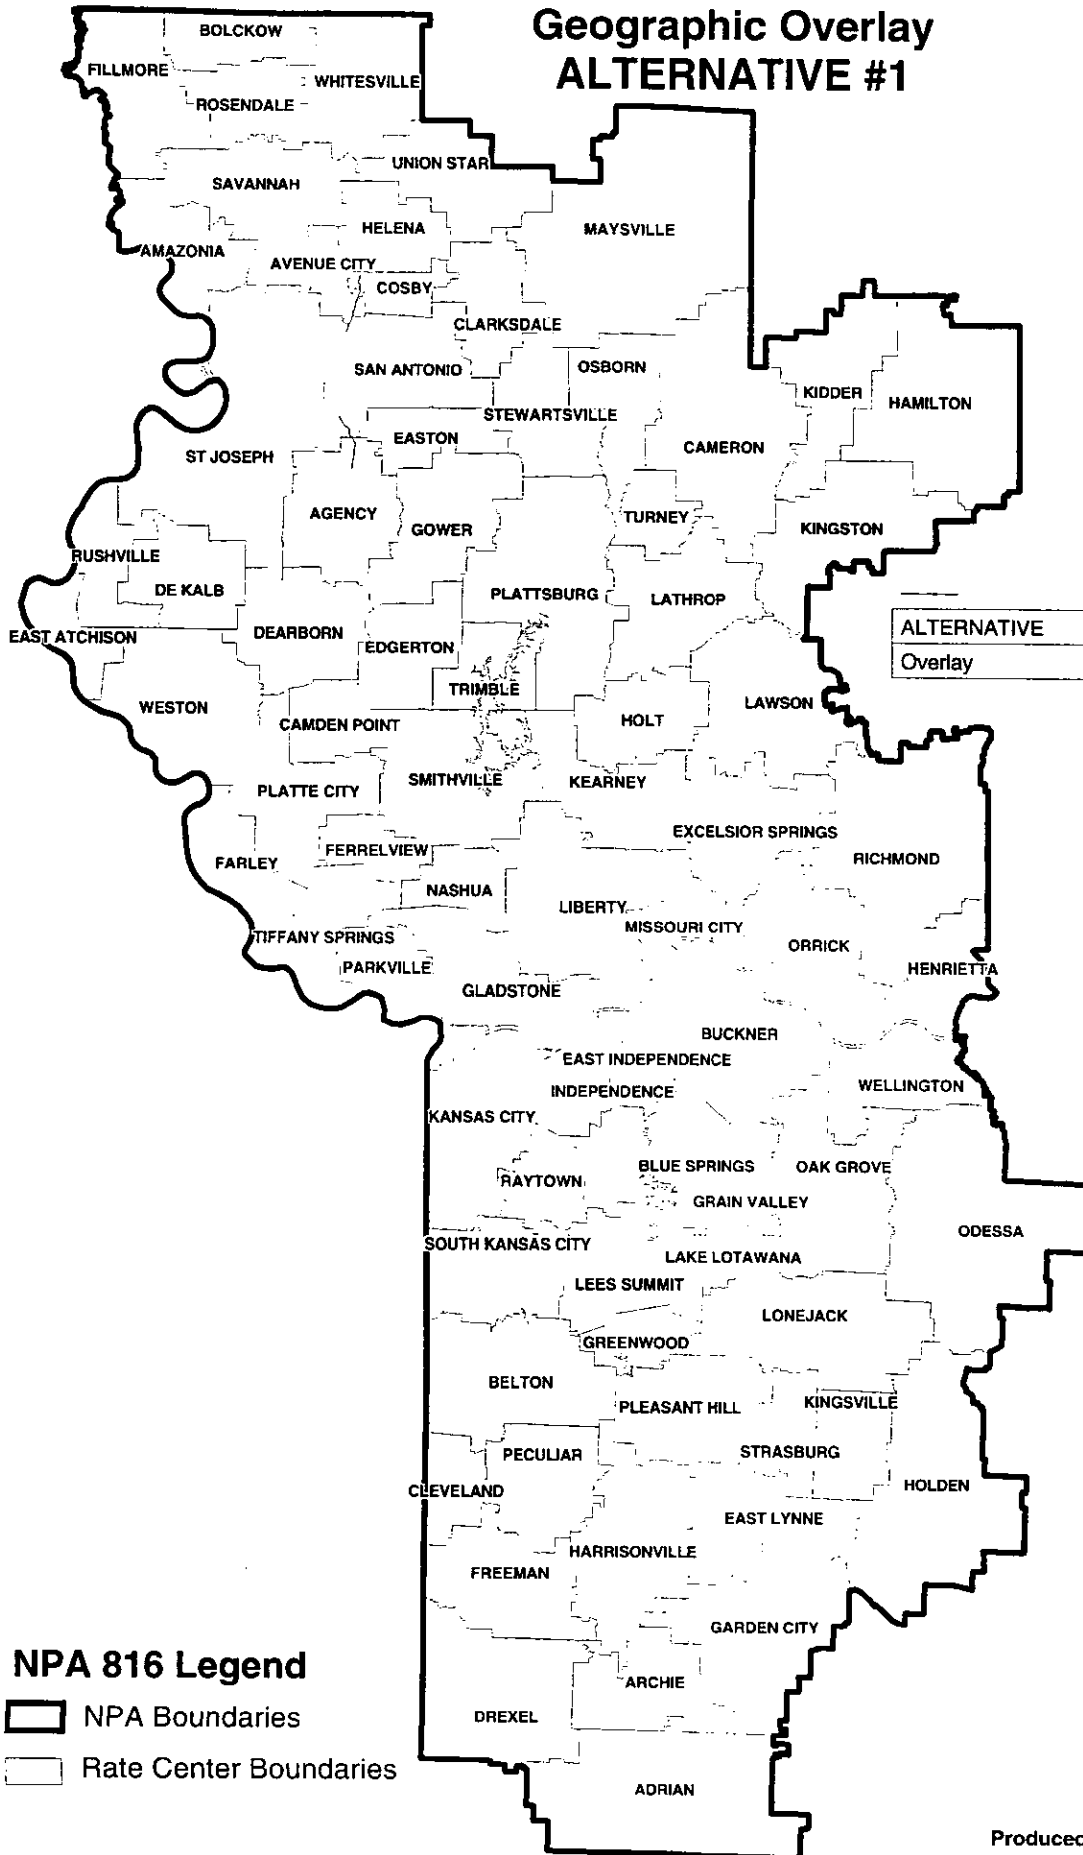 Geographic Overlay
ALTERNATIVE #1
BOLCKOW
FILLMORE
WHITESVILLE
ROSENDALE
UNION STAR
SAVANNAH
HELENA
MAYSVILLE
AMAZONIA
AVENUE CITY
COSBY
CLARKSDALE
SAN ANTONIO
OSBORN
KIDDER
HAMILTON
STEWARTSVILLE
EASTON
CAMERON
ST JOSEPH
AGENCY
GOWER
TURNEY
KINGSTON
RUSHVILLE
DE KALB
PLATTSBURG
LATHROP
EAST ATCHISON
DEARBORN
EDGERTON
ALTERNATIVE
Overlay
TRIMBLE
WESTON
CAMDEN POINT
HOLT
LAWSON
SMITHVILLE
KEARNEY
PLATTE CITY
EXCELSIOR SPRINGS
FERRELVIEW
FARLEY
RICHMOND
NASHUA
LIBERTY
MISSOURI CITY
TIFFANY SPRINGS
ORRICK
PARKVILLE
HENRIETTA
GLADSTONE
BUCKNER
EAST INDEPENDENCE
INDEPENDENCE
WELLINGTON
KANSAS CITY
BLUE SPRINGS
OAK GROVE
RAYTOWN
GRAIN VALLEY
ODESSA
SOUTH KANSAS CITY
LAKE LOTAWANA
LEES SUMMIT
LONEJACK
GREENWOOD
BELTON
PLEASANT HILL
KINGSVILLE
PECULIAR
STRASBURG
CLEVELAND
HOLDEN
EAST LYNNE
HARRISONVILLE
FREEMAN
GARDEN CITY
ARCHIE
DREXEL
ADRIAN
NPA 816 Legend
NPA Boundaries
Rate Center Boundaries
Produced